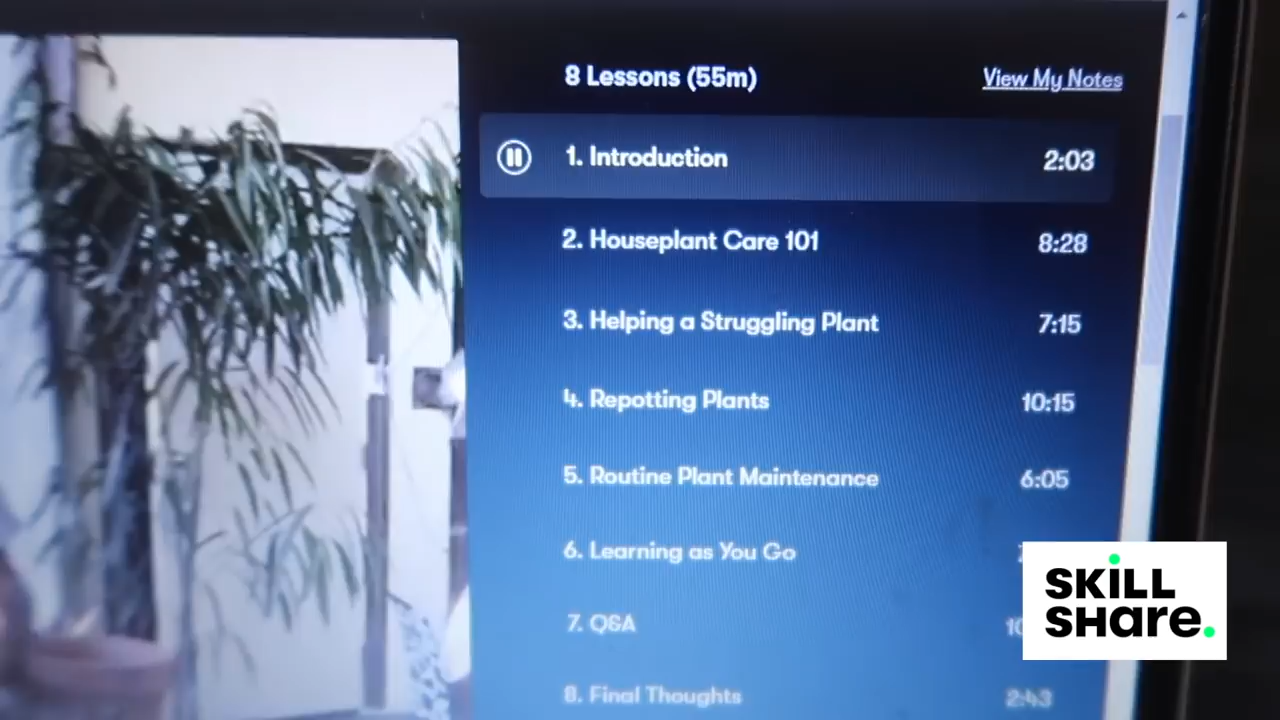 8 Lessons (55m) View My Notes
1. Introduction 2:03
2. Houseplant Care 101 8:28
3. Helping a Struggling Plant 7:15
4. Repotting Plants 10:15
5. Routine Plant Maintenance 6:05
6. Learning as You Go
7. Q&A
8. Final Thoughts 2:43
SKILL
SHARE.